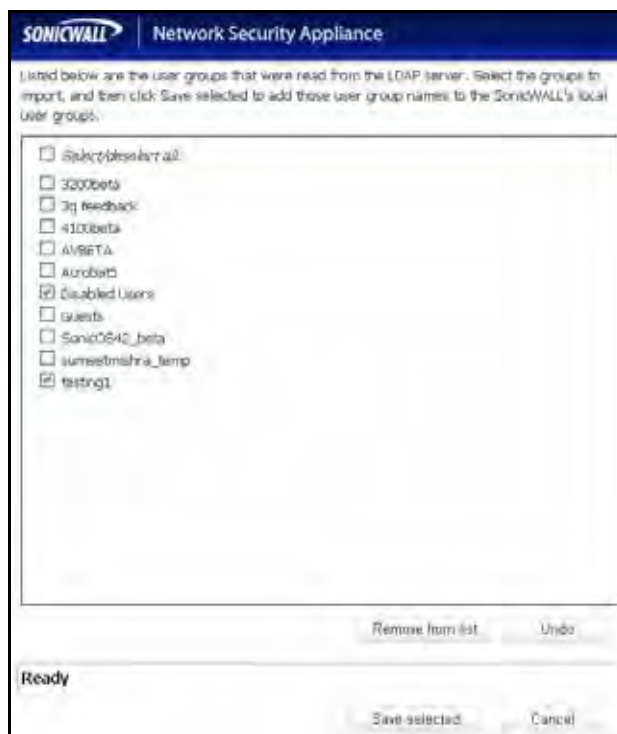 SONICWALL Network Security Appliance
Listed below are the user groups that were read from the LDAP server. Select the groups to
import, and then click Save selected to add those user group names to the SonicWALL's local
user groups.
Select/deselect all
3200beta
3g feedback
4100beta
AVBETA
Acrobat5
Disabled Users
Guests
SonicOS42_beta
sumeetmishra_temp
testing1
Remove from list Undo
Ready
Save selected Cancel